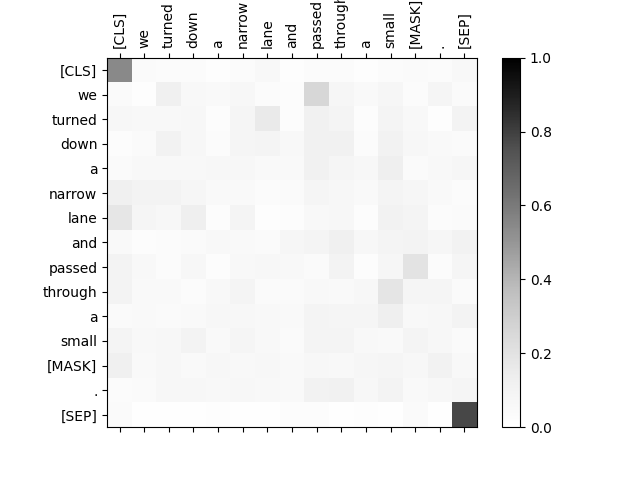 [CLS] we turned down a narrow lane and passed through a small [MASK] . [SEP]
[CLS]
we
turned
down
a
narrow
lane
and
passed
through
a
small
[MASK]
.
[SEP]
1.0
0.8
0.6
0.4
0.2
0.0